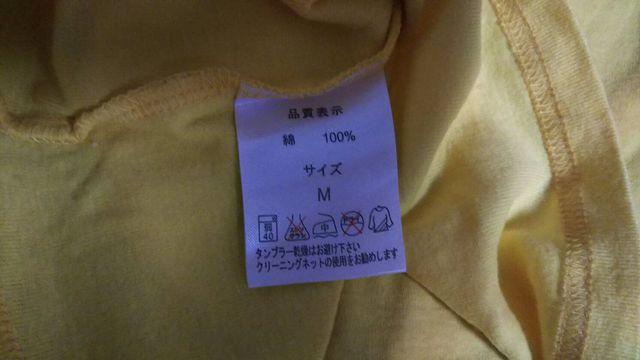 品質表示
綿 100%
サイズ
M
弱 中
40
タンブラー乾燥はお避け下さい
クリーニングネットの使用をお勧めします